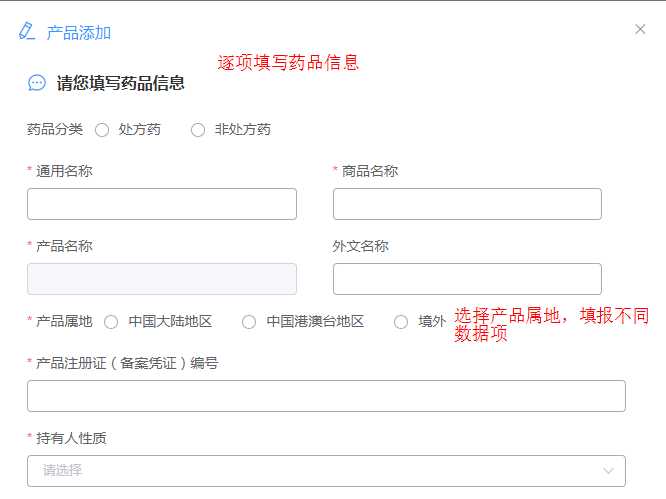 产品添加
逐项填写药品信息
请您填写药品信息
药品分类 处方药 非处方药
* 通用名称 * 商品名称
* 产品名称 外文名称
* 产品属地 中国大陆地区 中国港澳台地区 境外
选择产品属地，填报不同
数据项
* 产品注册证（备案凭证）编号
* 持有人性质
请选择